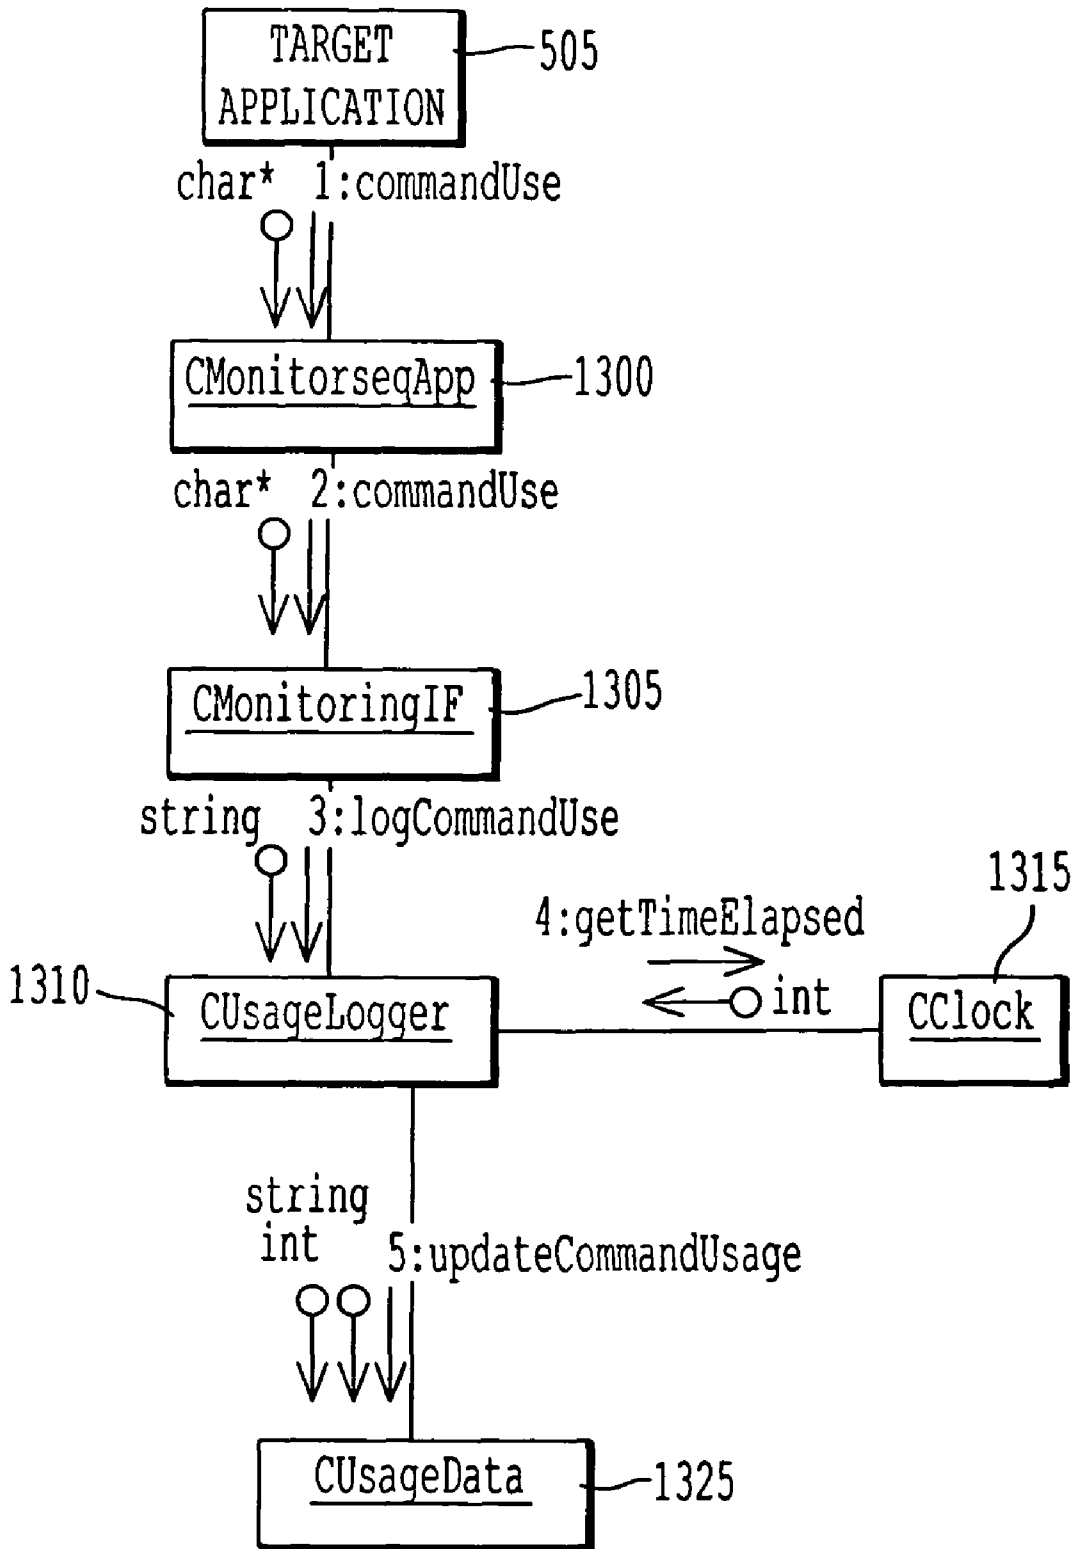 TARGET
APPLICATION
505
char* 1:commandUse
CMonitorseqApp
1300
char* 2:commandUse
CMonitoringIF
1305
string 3:logCommandUse
4:getTimeElapsed
int
1315
1310
CUsageLogger
CClock
string
int
5:updateCommandUsage
CUsageData
1325